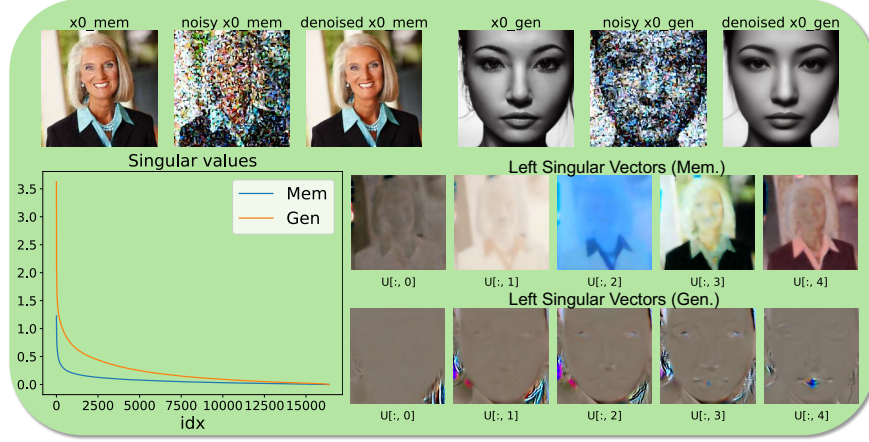 x0_mem noisy x0_mem denoised x0_mem x0_gen noisy x0_gen denoised x0_gen
Singular values
3.5
3.0
2.5
2.0
1.5
1.0
0.5
0.0
Mem
Gen
0 2500 5000 7500 10000 12500 15000
idx
Left Singular Vectors (Mem.)
U[:, 0] U[:, 1] U[:, 2] U[:, 3] U[:, 4]
Left Singular Vectors (Gen.)
U[:, 0] U[:, 1] U[:, 2] U[:, 3] U[:, 4]